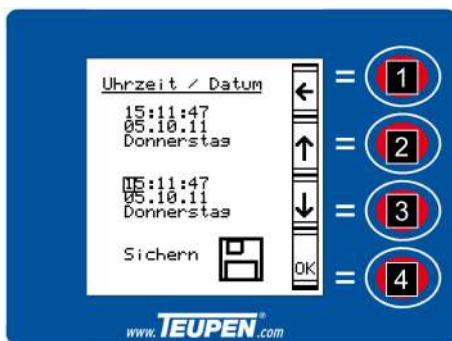 Uhrzeit / Datum
15:11:47
05.10.11
Donnerstag
15:11:47
05.10.11
Donnerstag
Sichern
OK
= 1
= 2
= 3
= 4
www.TEUPEN.com